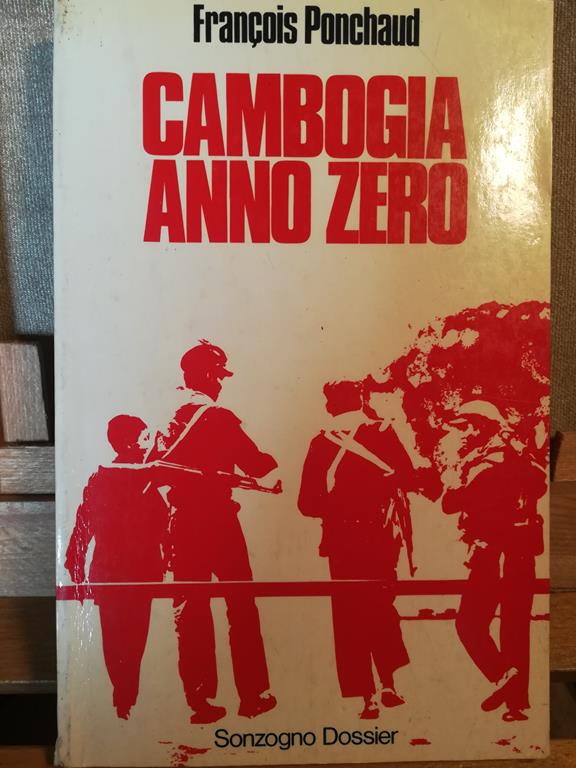 François Ponchaud
CAMBOGIA
ANNO ZERO
Sonzogno Dossier